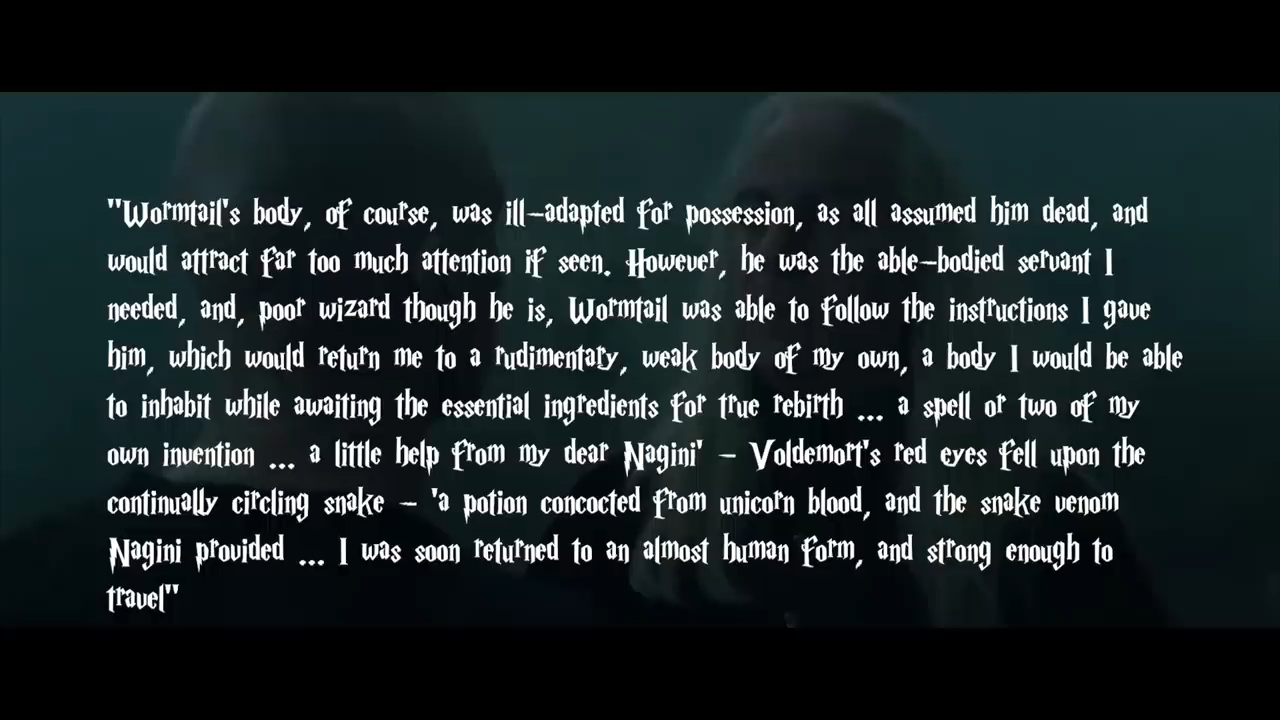 "Wormtail's body, of course, was ill-adapted for possession, as all assumed him dead, and
would attract far too much attention if seen. However, he was the able-bodied servant I
needed, and, poor wizard though he is, Wormtail was able to follow the instructions I gave
him, which would return me to a rudimentary, weak body of my own, a body I would be able
to inhabit while awaiting the essential ingredients for true rebirth ... a spell or two of my
own invention ... a little help from my dear Nagini' - Voldemort's red eyes fell upon the
continually circling snake - 'a potion concocted from unicorn blood, and the snake venom
Nagini provided ... I was soon returned to an almost human form, and strong enough to
travel"